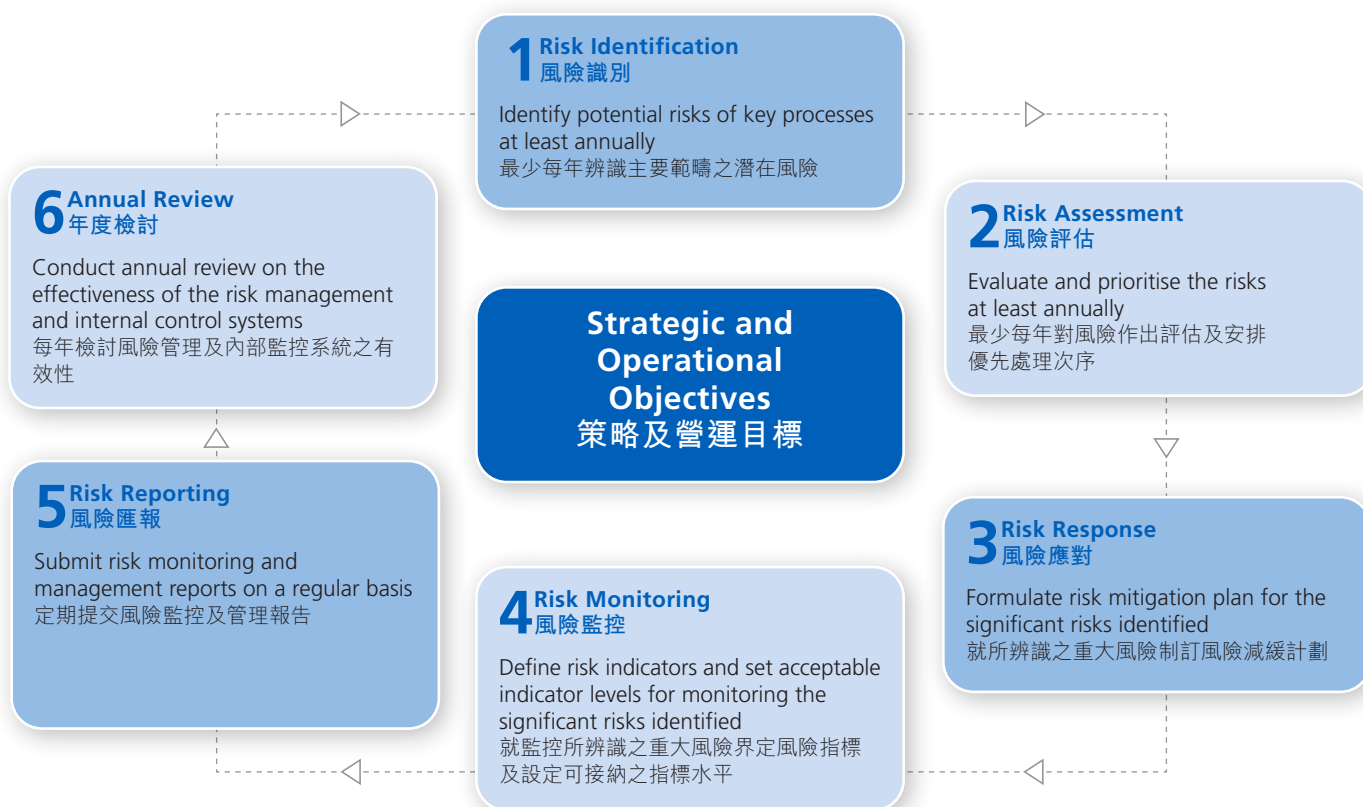 1 Risk Identification
風險識別
Identify potential risks of key processes
at least annually
最少每年辨識主要範疇之潛在風險
2 Risk Assessment
風險評估
Evaluate and prioritise the risks
at least annually
最少每年對風險作出評估及安排
優先處理次序
3 Risk Response
風險應對
Formulate risk mitigation plan for the
significant risks identified
就所辨識之重大風險制訂風險減緩計劃
4 Risk Monitoring
風險監控
Define risk indicators and set acceptable
indicator levels for monitoring the
significant risks identified
就監控所辨識之重大風險界定風險指標
及設定可接納之指標水平
5 Risk Reporting
風險匯報
Submit risk monitoring and
management reports on a regular basis
定期提交風險監控及管理報告
6 Annual Review
年度檢討
Conduct annual review on the
effectiveness of the risk management
and internal control systems
每年檢討風險管理及內部監控系統之有
效性
Strategic and
Operational
Objectives
策略及營運目標